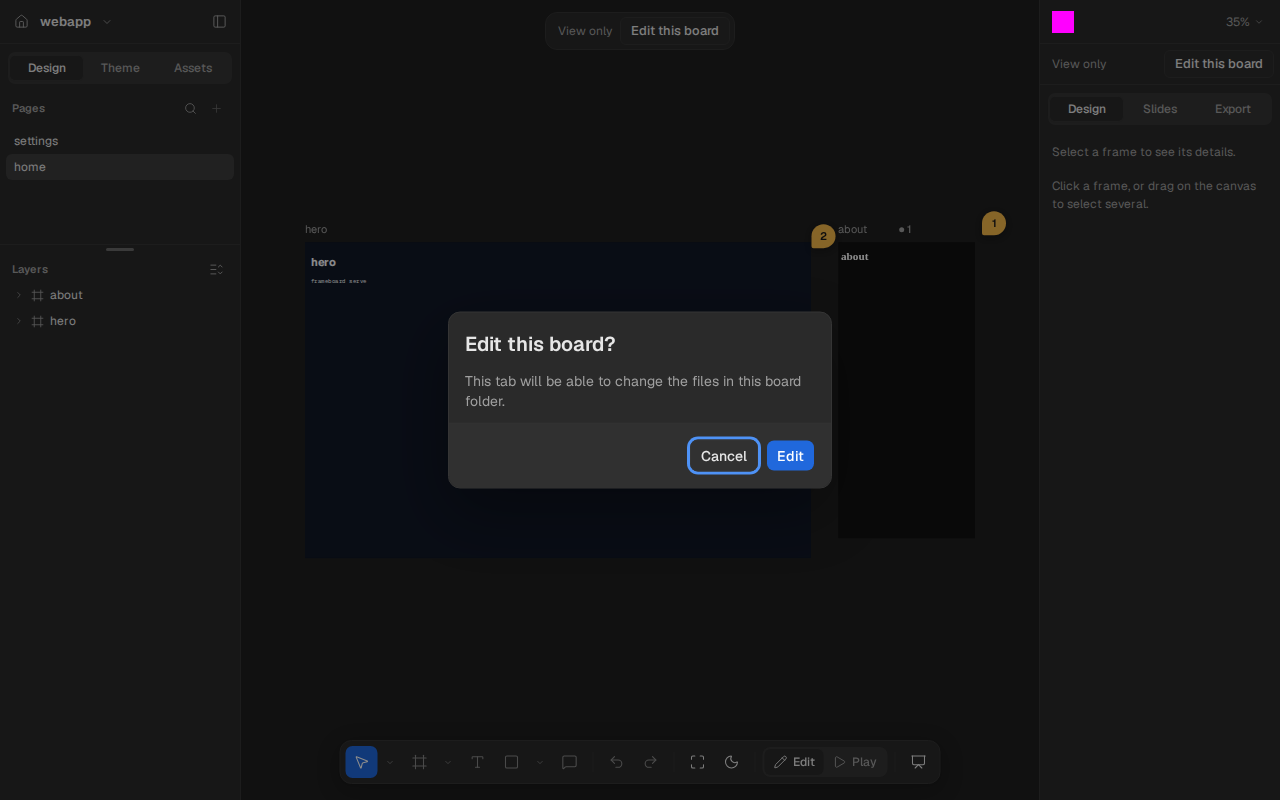 webapp
Design Theme Assets
Pages
settings
home
Layers
about
hero
View only Edit this board
hero
2
about 1
1
hero
frameboard serve
about
Edit this board?
This tab will be able to change the files in this board
folder.
Cancel Edit
Edit Play
35%
View only Edit this board
Design Slides Export
Select a frame to see its details.
Click a frame, or drag on the canvas
to select several.